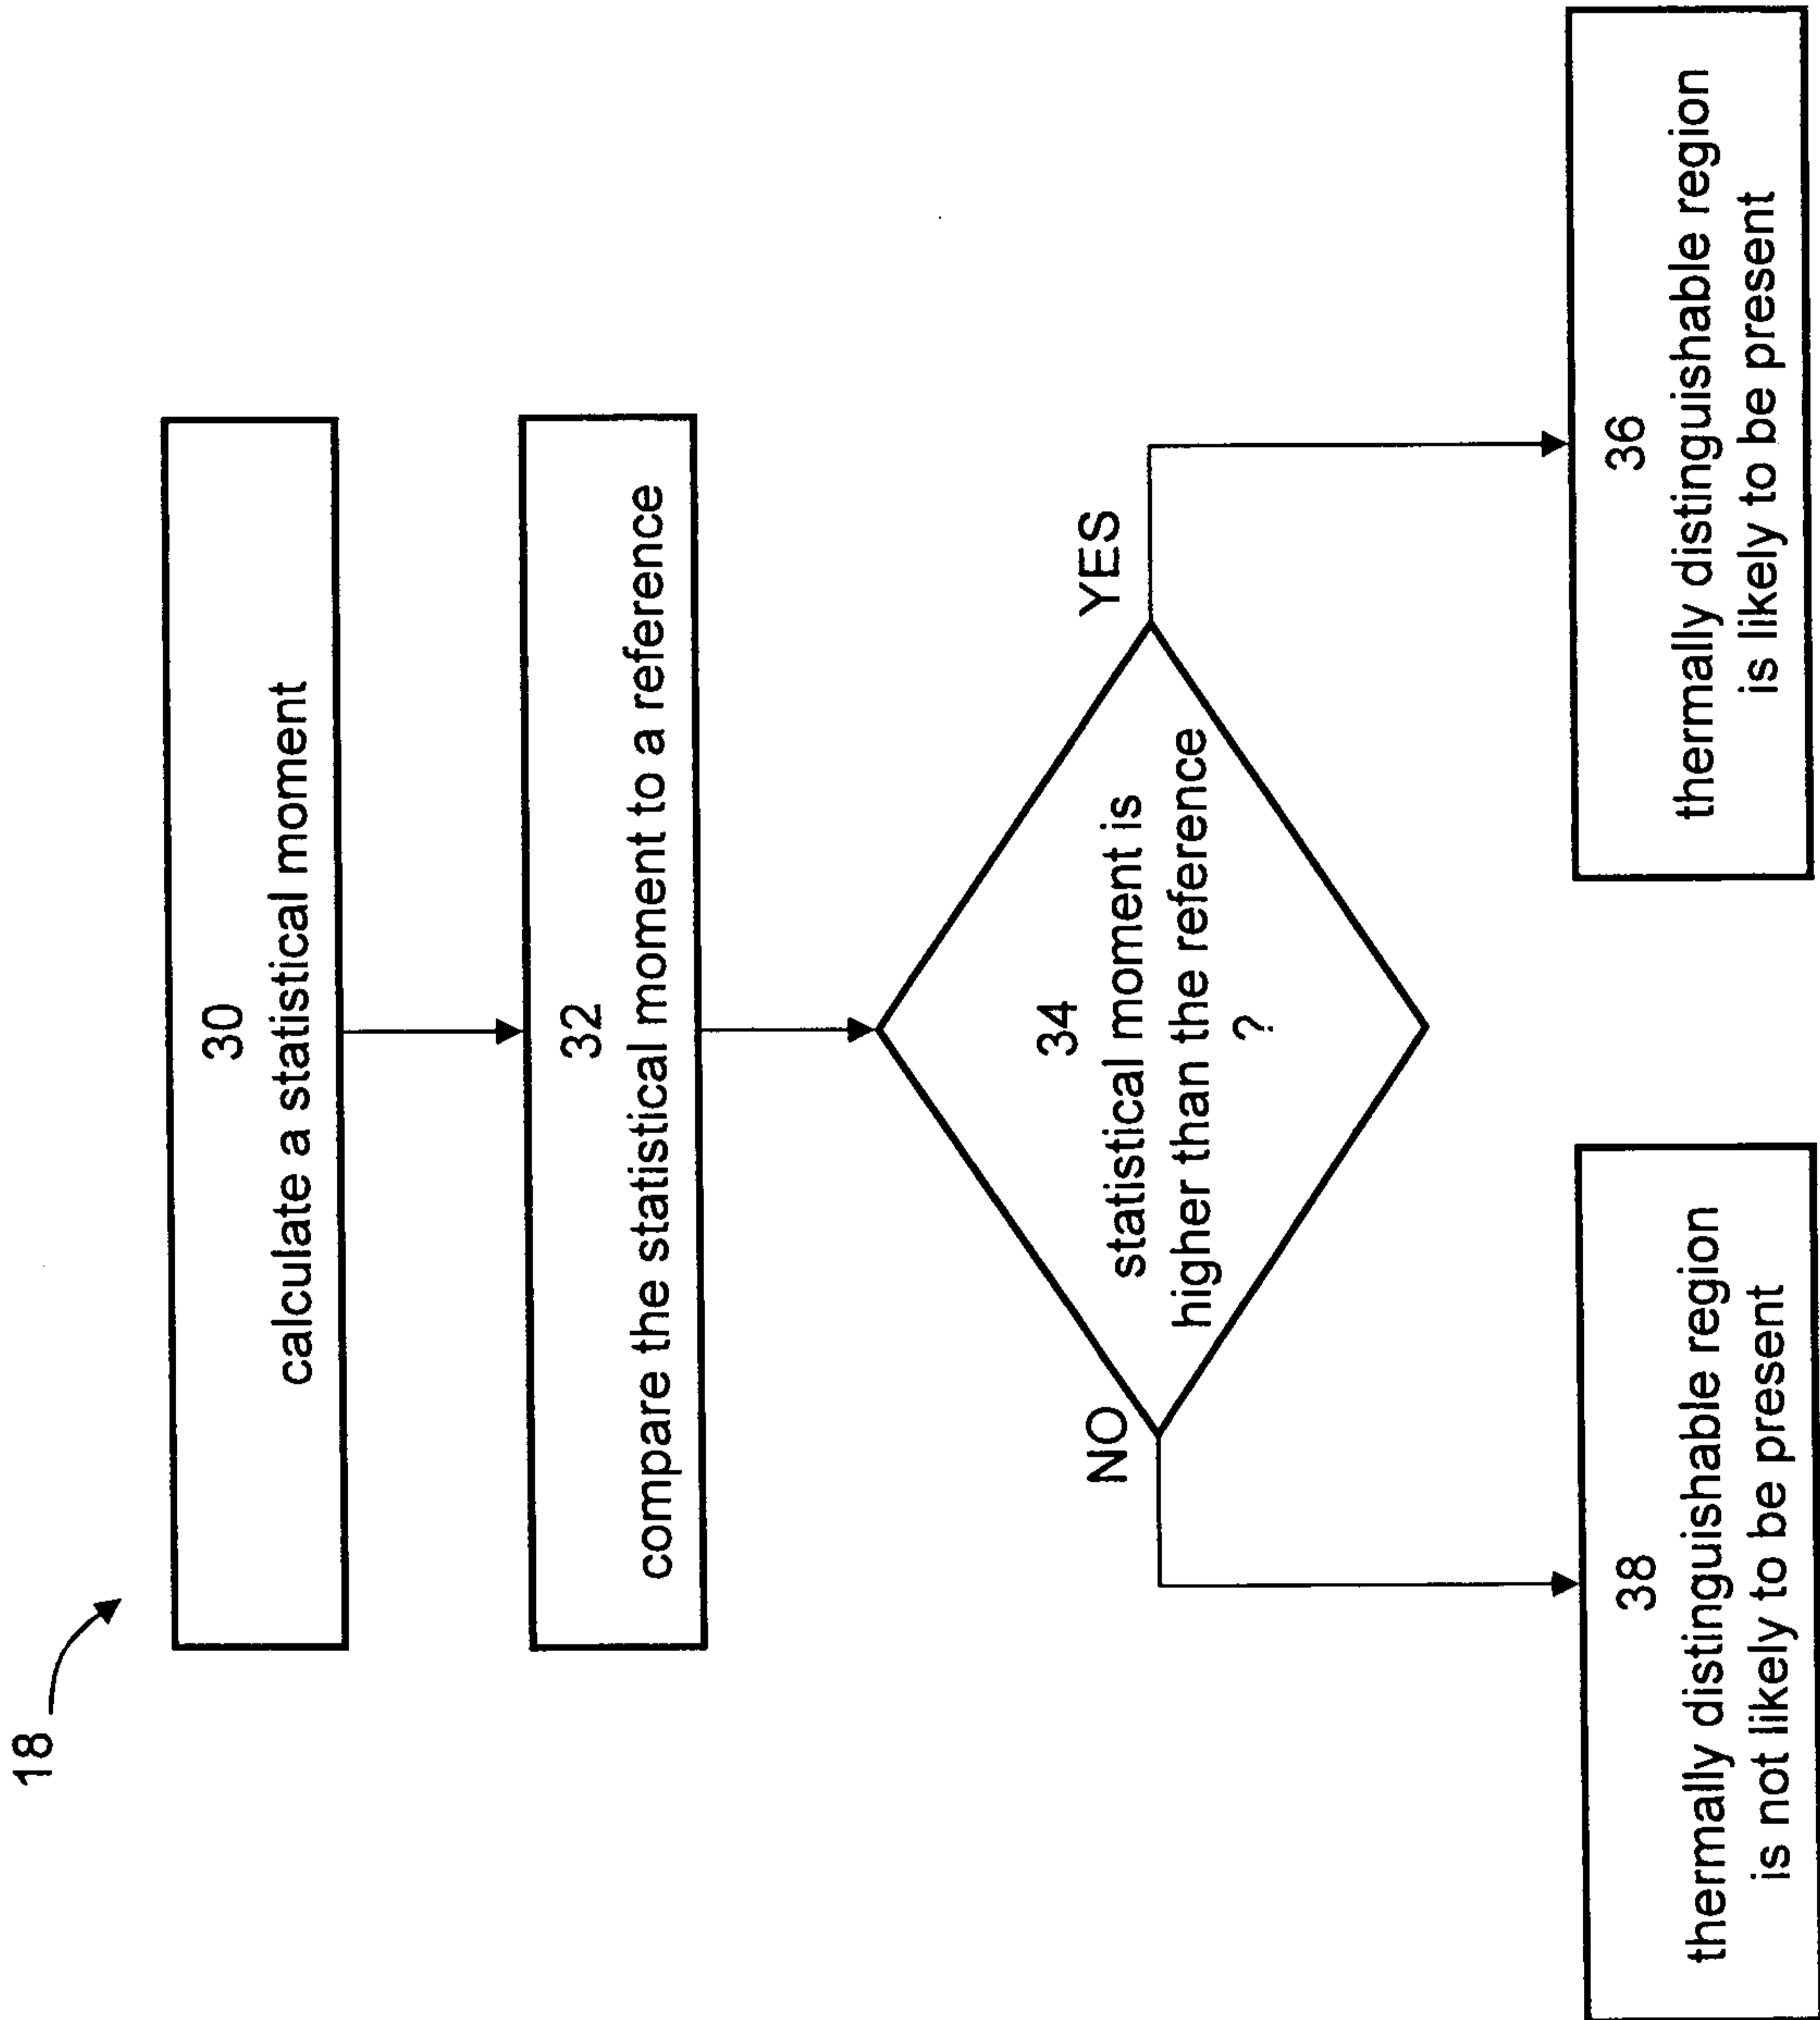 18
30
calculate a statistical moment
32
compare the statistical moment to a reference
34
statistical moment is
higher than the reference
?
NO
YES
38
thermally distinguishable region
is not likely to be present
36
thermally distinguishable region
is likely to be present